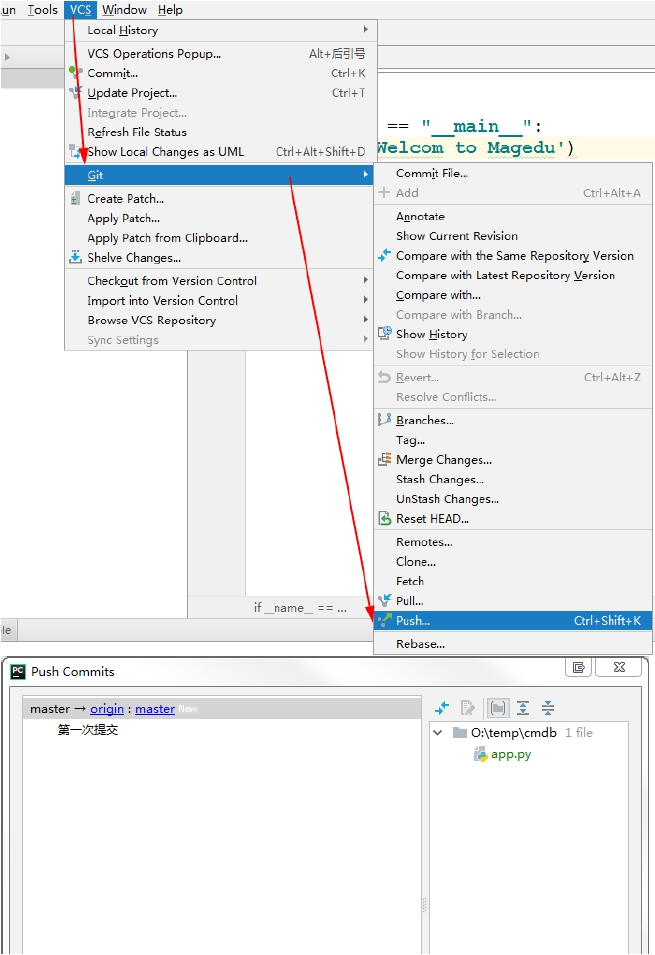 un Tools VCS Window Help
Local History
VCS Operations Popup... Alt+后引号
Commit... Ctrl+K
Update Project... Ctrl+T
Integrate Project...
Refresh File Status
Show Local Changes as UML Ctrl+Alt+Shift+D
Git
Create Patch...
Apply Patch...
Apply Patch from Clipboard...
Shelve Changes...
Checkout from Version Control
Import into Version Control
Browse VCS Repository
Sync Settings
== "__main__":
Welcom to Magedu')
Commit File...
Add Ctrl+Alt+A
Annotate
Show Current Revision
Compare with the Same Repository Version
Compare with Latest Repository Version
Compare with...
Compare with Branch...
Show History
Show History for Selection
Revert... Ctrl+Alt+Z
Resolve Conflicts...
Branches...
Tag...
Merge Changes...
Stash Changes...
UnStash Changes...
Reset HEAD...
Remotes...
Clone...
Fetch
Pull...
Push... Ctrl+Shift+K
Rebase...
if __name__ == ...
le
PC Push Commits
master → origin : master New
第一次提交
O:\temp\cmdb 1 file
app.py